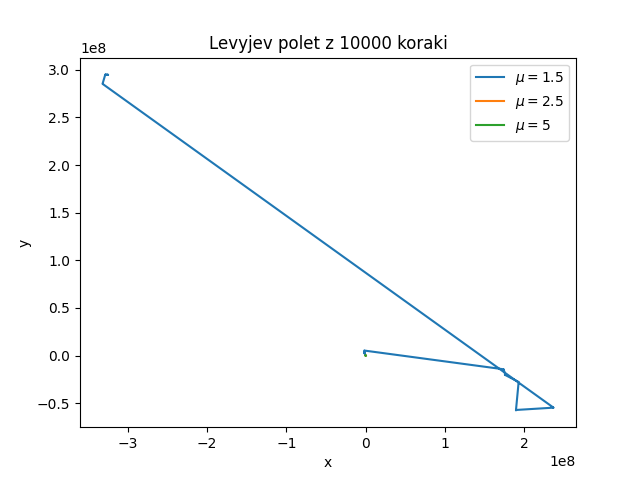 Levyjev polet z 10000 koraki
1e8
μ = 1.5
μ = 2.5
μ = 5
3.0
2.5
2.0
1.5
1.0
0.5
0.0
−0.5
y
−3 −2 −1 0 1 2
x
1e8